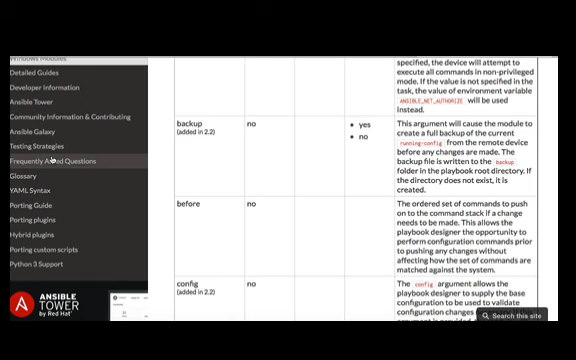 Windows Modules
Detailed Guides
Developer Information
Ansible Tower
Community Information & Contributing
Ansible Galaxy
Testing Strategies
Frequently Asked Questions
Glossary
YAML Syntax
Porting Guide
Porting plugins
Hybrid plugins
Porting custom scripts
Python 3 Support
ANSIBLE
TOWER
by Red Hat
specified, the device will attempt to
execute all commands in non-privileged
mode. If the value is not specified in the
task, the value of environment variable
ANSIBLE_NET_AUTHORIZE will be used
instead.
backup
(added in 2.2)
no
yes
no
This argument will cause the module to
create a full backup of the current
running-config from the remote device
before any changes are made. The
backup file is written to the backup
folder in the playbook root directory. If
the directory does not exist, it is
created.
before
no
The ordered set of commands to push
on to the command stack if a change
needs to be made. This allows the
playbook designer the opportunity to
perform configuration commands prior
to pushing any changes without
affecting how the set of commands are
matched against the system.
config
(added in 2.2)
no
The config argument allows the
playbook designer to supply the base
configuration to be used to validate
configuration changes
Search this site